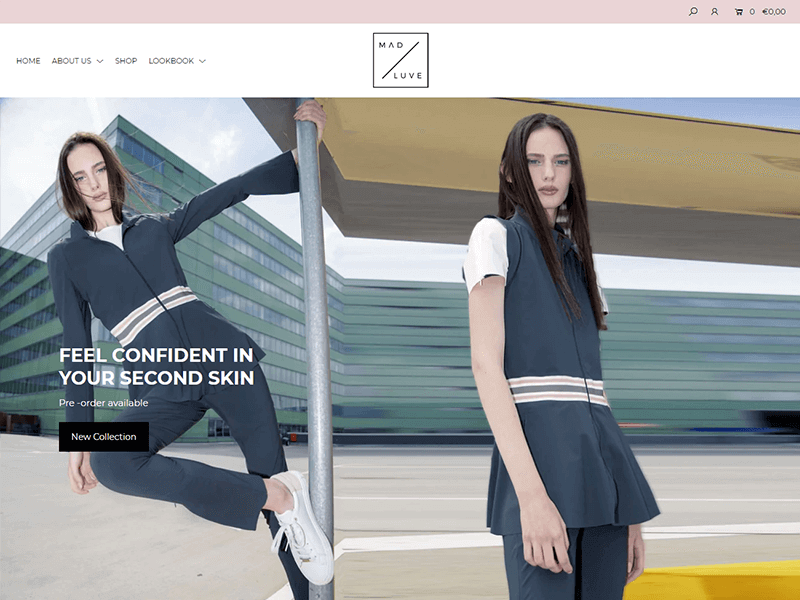 0 €0,00
MAD
LUVE
HOME ABOUT US SHOP LOOKBOOK
FEEL CONFIDENT IN
YOUR SECOND SKIN
Pre -order available
New Collection